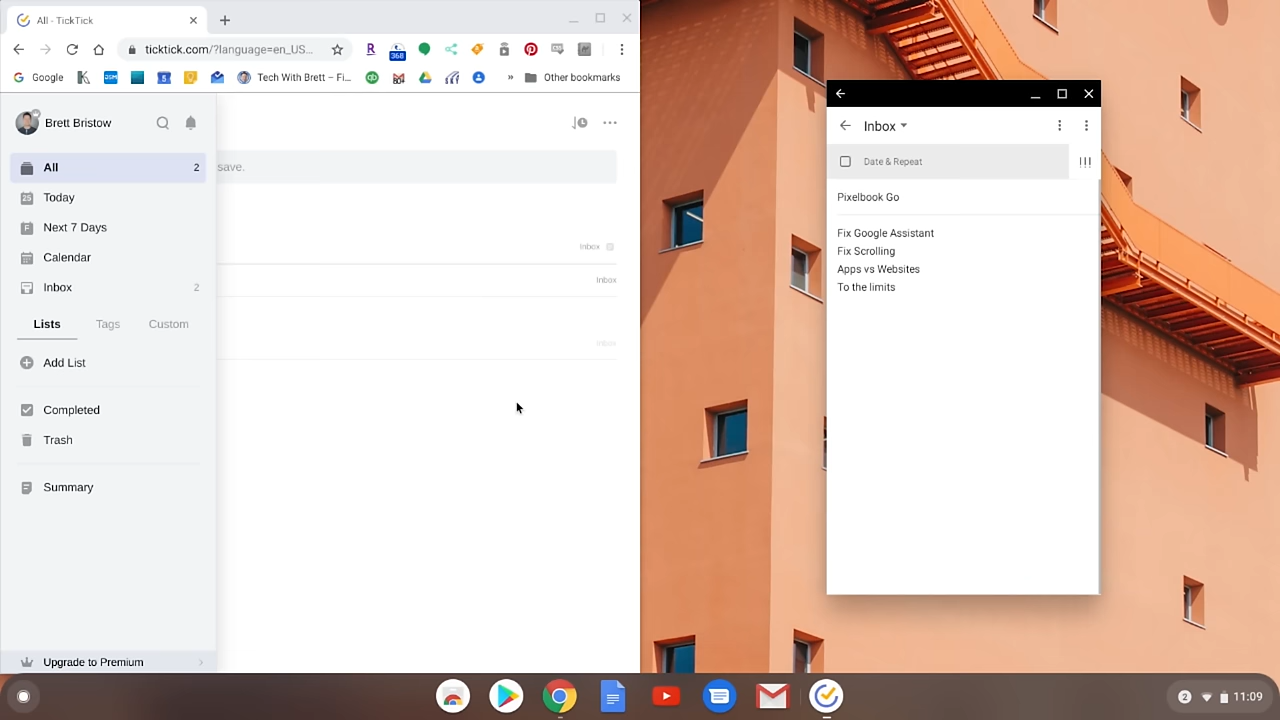 All - TickTick
ticktick.com/?language=en_US...
368
Google
Tech With Brett – Fi...
»
Other bookmarks
Brett Bristow
All 2
save.
25 Today
F Next 7 Days
Calendar
Inbox 2
Inbox
Inbox
Inbox
Lists Tags Custom
Add List
Completed
Trash
Summary
Upgrade to Premium
Inbox
Date & Repeat
!!!
Pixelbook Go
Fix Google Assistant
Fix Scrolling
Apps vs Websites
To the limits
2 11:09